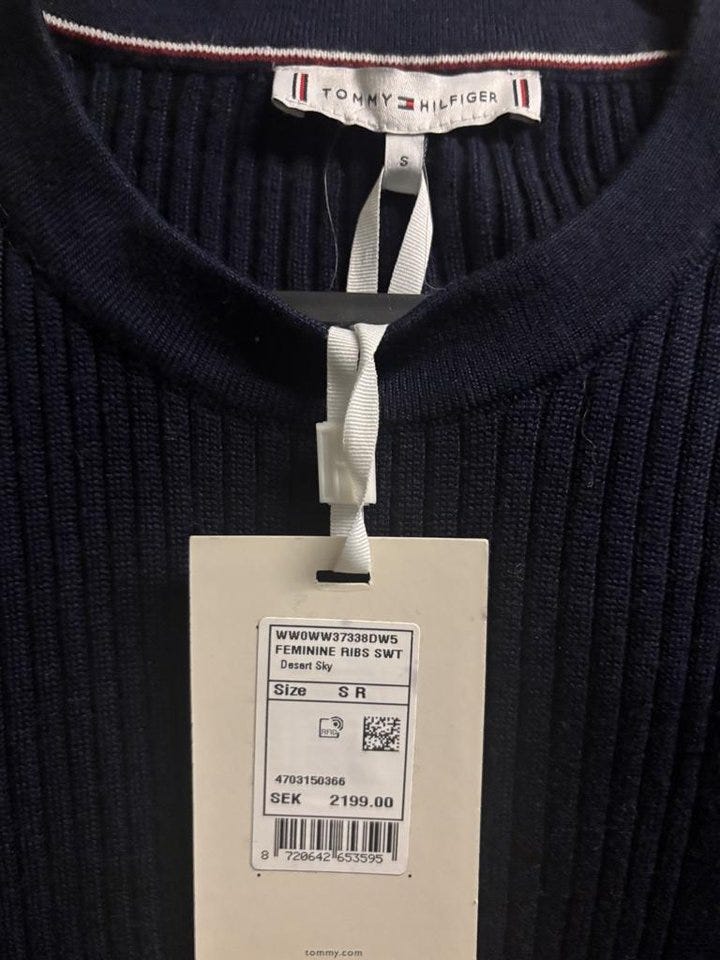 TOMMY HILFIGER
S
WW0WW37338DW5
FEMININE RIBS SWT
Desert Sky
Size S R
RFID
4703150366
SEK 2199.00
8 720642 653595
tommy.com